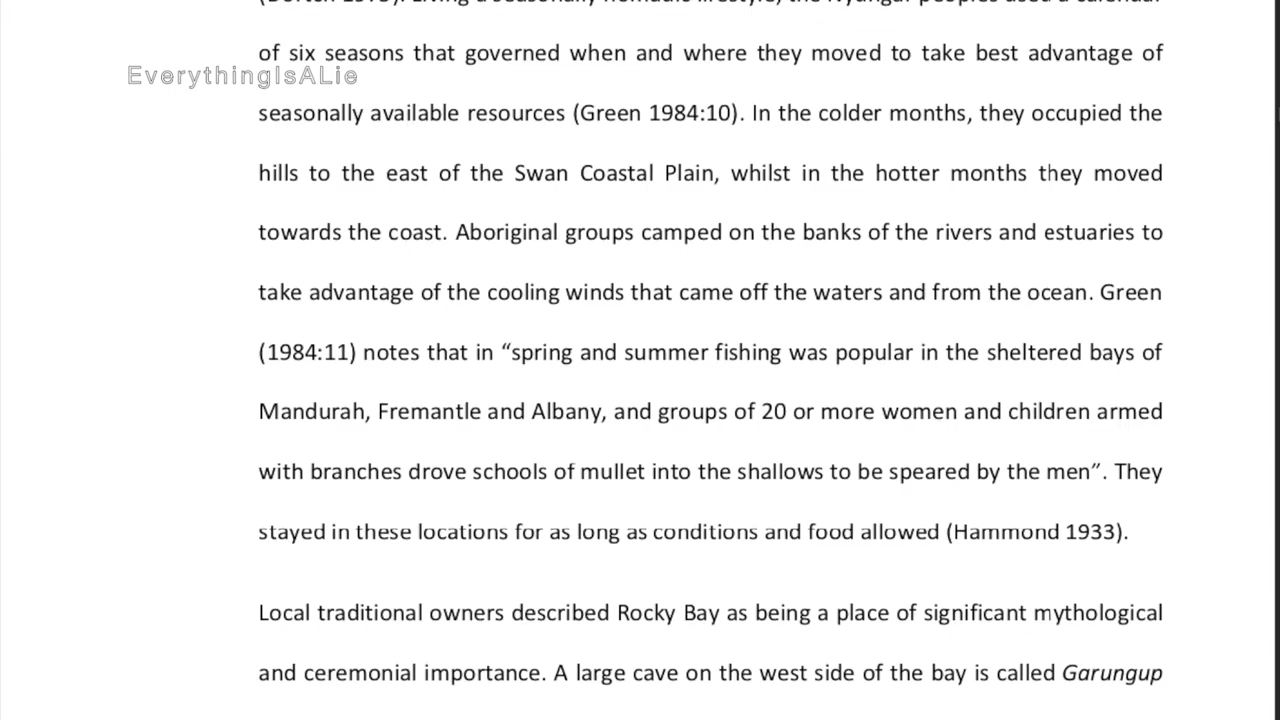 of six seasons that governed when and where they moved to take best advantage of
EverythingIsALie
seasonally available resources (Green 1984:10). In the colder months, they occupied the
hills to the east of the Swan Coastal Plain, whilst in the hotter months they moved
towards the coast. Aboriginal groups camped on the banks of the rivers and estuaries to
take advantage of the cooling winds that came off the waters and from the ocean. Green
(1984:11) notes that in “spring and summer fishing was popular in the sheltered bays of
Mandurah, Fremantle and Albany, and groups of 20 or more women and children armed
with branches drove schools of mullet into the shallows to be speared by the men”. They
stayed in these locations for as long as conditions and food allowed (Hammond 1933).
Local traditional owners described Rocky Bay as being a place of significant mythological
and ceremonial importance. A large cave on the west side of the bay is called Garungup